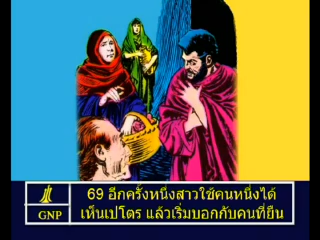 69 อีกครั้งหนึ่งสาวใช้คนหนึ่งได้
เห็นเปโตร แล้วเริ่มบอกกับคนที่ยืน
GNP